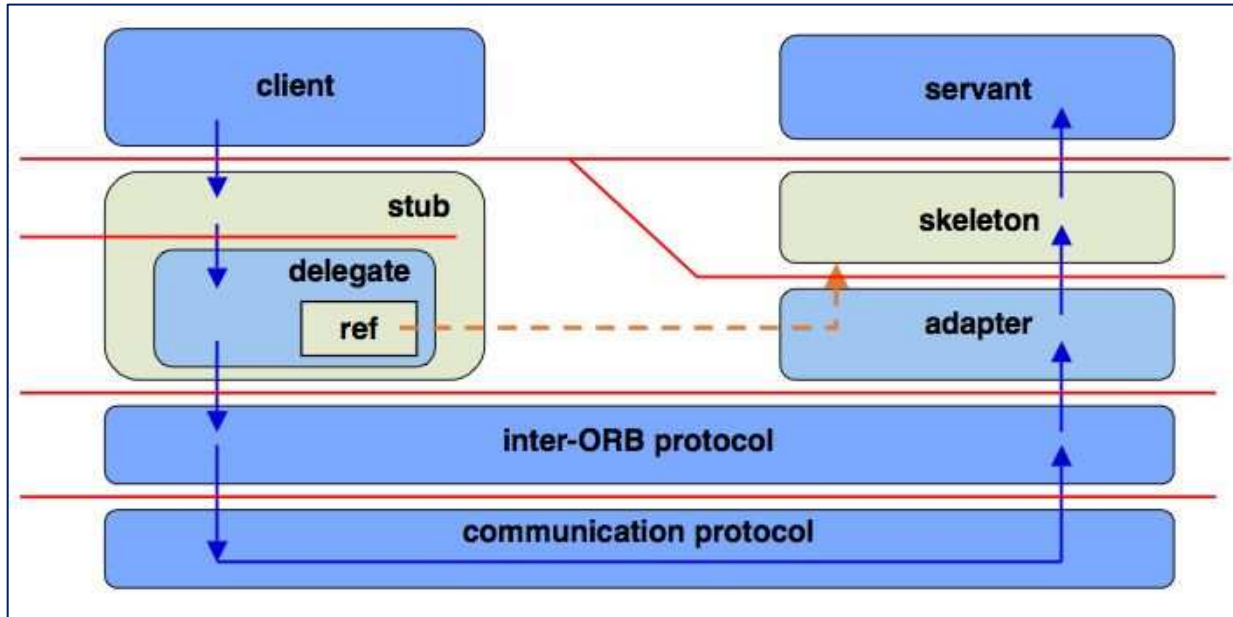 client
servant
stub
skeleton
delegate
ref
adapter
inter-ORB protocol
communication protocol